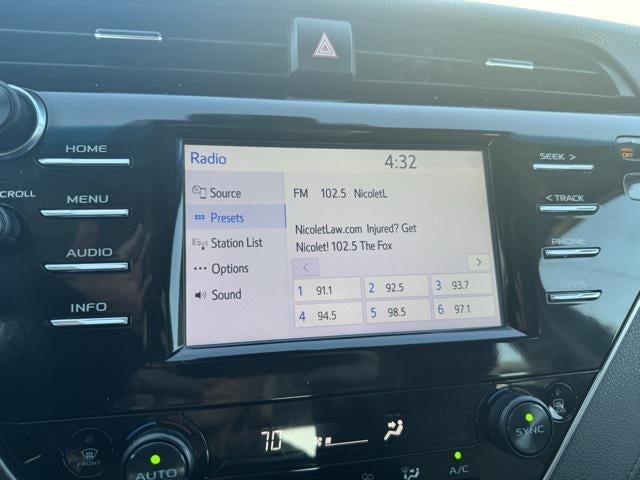 Radio 4:32
HOME
SCROLL
MENU
AUDIO
INFO
SEEK >
< TRACK
PHONE
APPS
OFF
Source
Presets
Station List
Options
Sound
FM 102.5 NicoletL
NicoletLaw.com Injured? Get
Nicolet! 102.5 The Fox
< >
1 91.1 2 92.5 3 93.7
4 94.5 5 98.5 6 97.1
70
FRONT
AUTO
SYNC
A/C